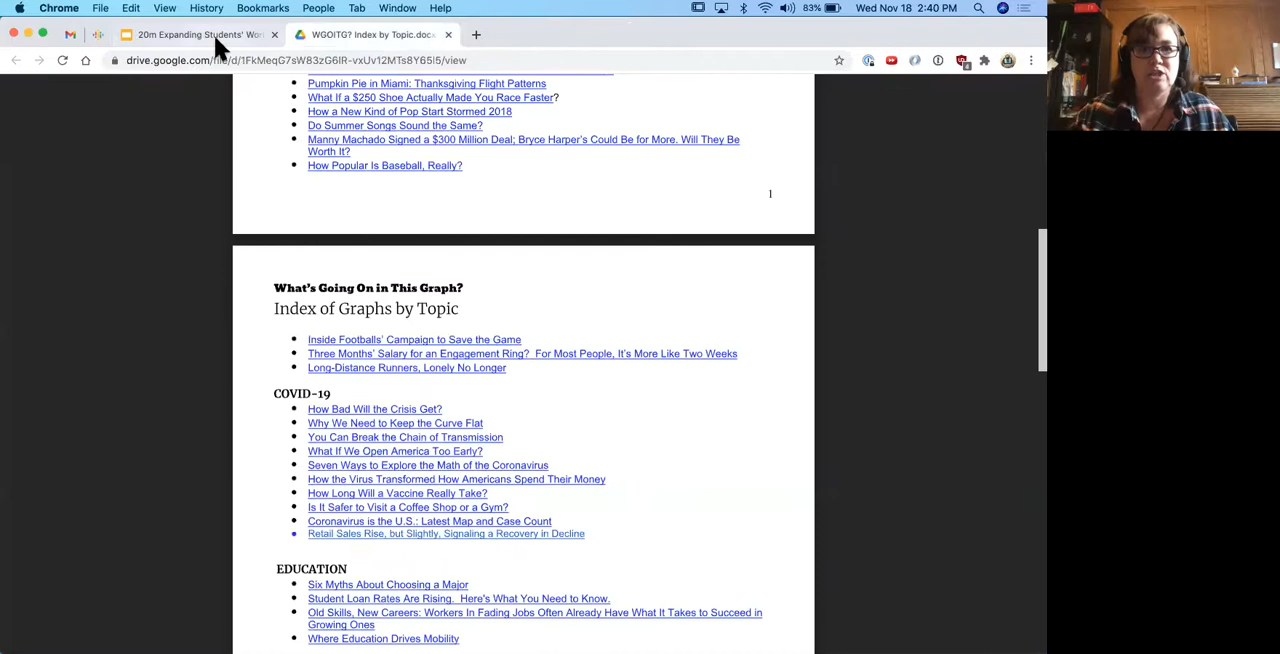 Chrome File Edit View History Bookmarks People Tab Window Help 83% Wed Nov 18 2:40 PM
20m Expanding Students' Wor WGOITG? Index by Topic.docx
drive.google.com/file/d/1FkMeqG7sW83zG6IR-vxUv12MTs8Y65I5/view
Pumpkin Pie in Miami: Thanksgiving Flight Patterns
What If a $250 Shoe Actually Made You Race Faster?
How a New Kind of Pop Start Stormed 2018
Do Summer Songs Sound the Same?
Manny Machado Signed a $300 Million Deal; Bryce Harper's Could Be for More. Will They Be
Worth It?
How Popular Is Baseball, Really?
1
What's Going On in This Graph?
Index of Graphs by Topic
Inside Footballs' Campaign to Save the Game
Three Months' Salary for an Engagement Ring? For Most People, It's More Like Two Weeks
Long-Distance Runners, Lonely No Longer
COVID-19
How Bad Will the Crisis Get?
Why We Need to Keep the Curve Flat
You Can Break the Chain of Transmission
What If We Open America Too Early?
Seven Ways to Explore the Math of the Coronavirus
How the Virus Transformed How Americans Spend Their Money
How Long Will a Vaccine Really Take?
Is It Safer to Visit a Coffee Shop or a Gym?
Coronavirus is the U.S.: Latest Map and Case Count
Retail Sales Rise, but Slightly, Signaling a Recovery in Decline
EDUCATION
Six Myths About Choosing a Major
Student Loan Rates Are Rising. Here's What You Need to Know.
Old Skills, New Careers: Workers In Fading Jobs Often Already Have What It Takes to Succeed in
Growing Ones
Where Education Drives Mobility